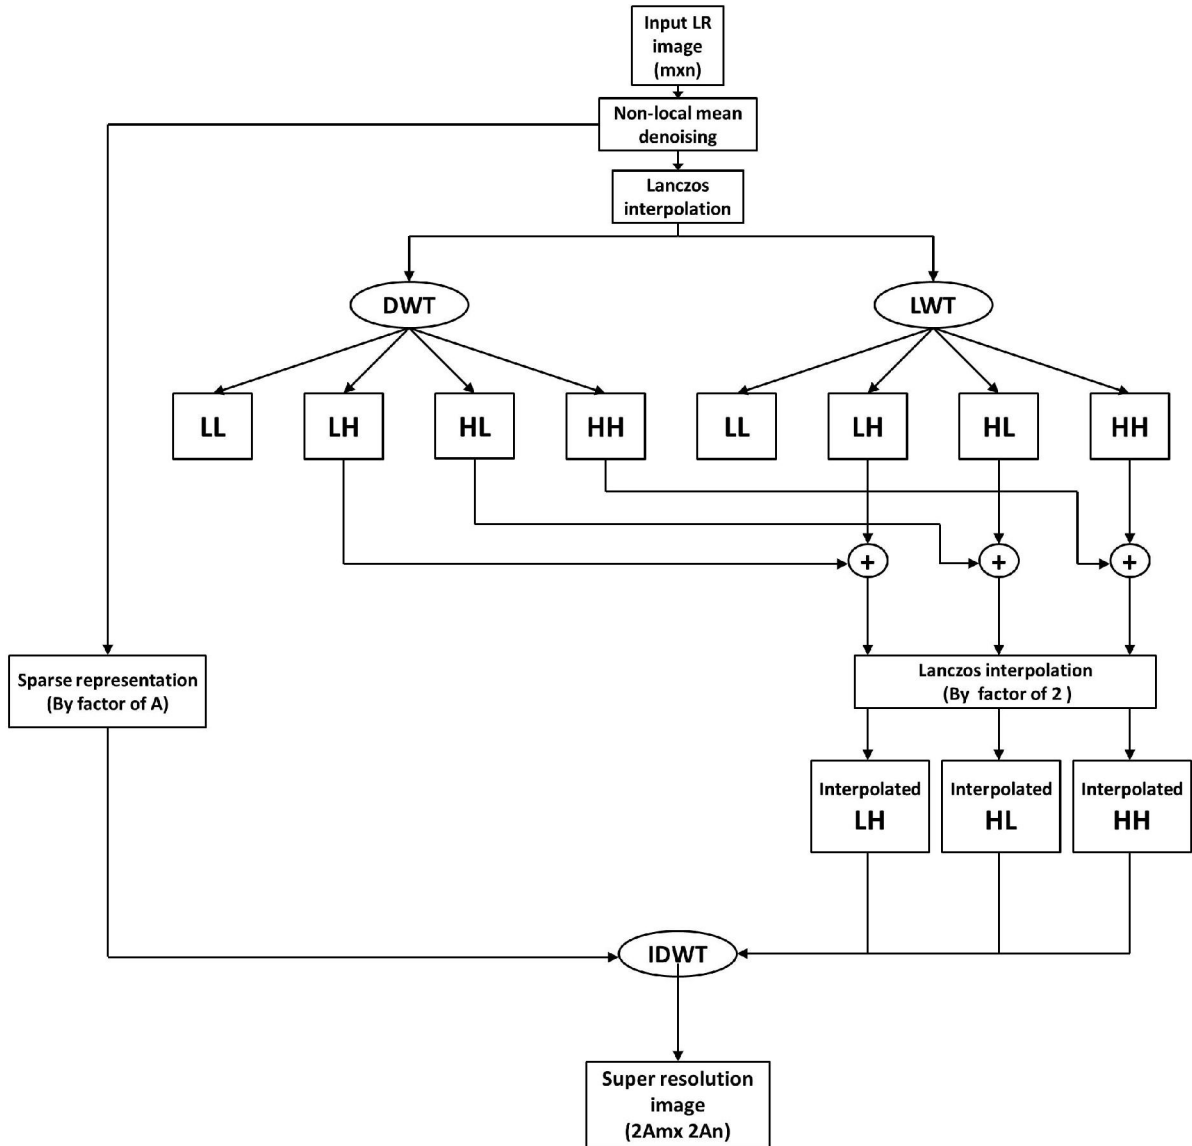 Input LR
image
(mxn)
Non-local mean
denoising
Lanczos
interpolation
DWT
LWT
LL
LH
HL
HH
LL
LH
HL
HH
+
+
+
Sparse representation
(By factor of A)
Lanczos interpolation
(By factor of 2 )
Interpolated
LH
Interpolated
HL
Interpolated
HH
IDWT
Super resolution
image
(2Amx 2An)